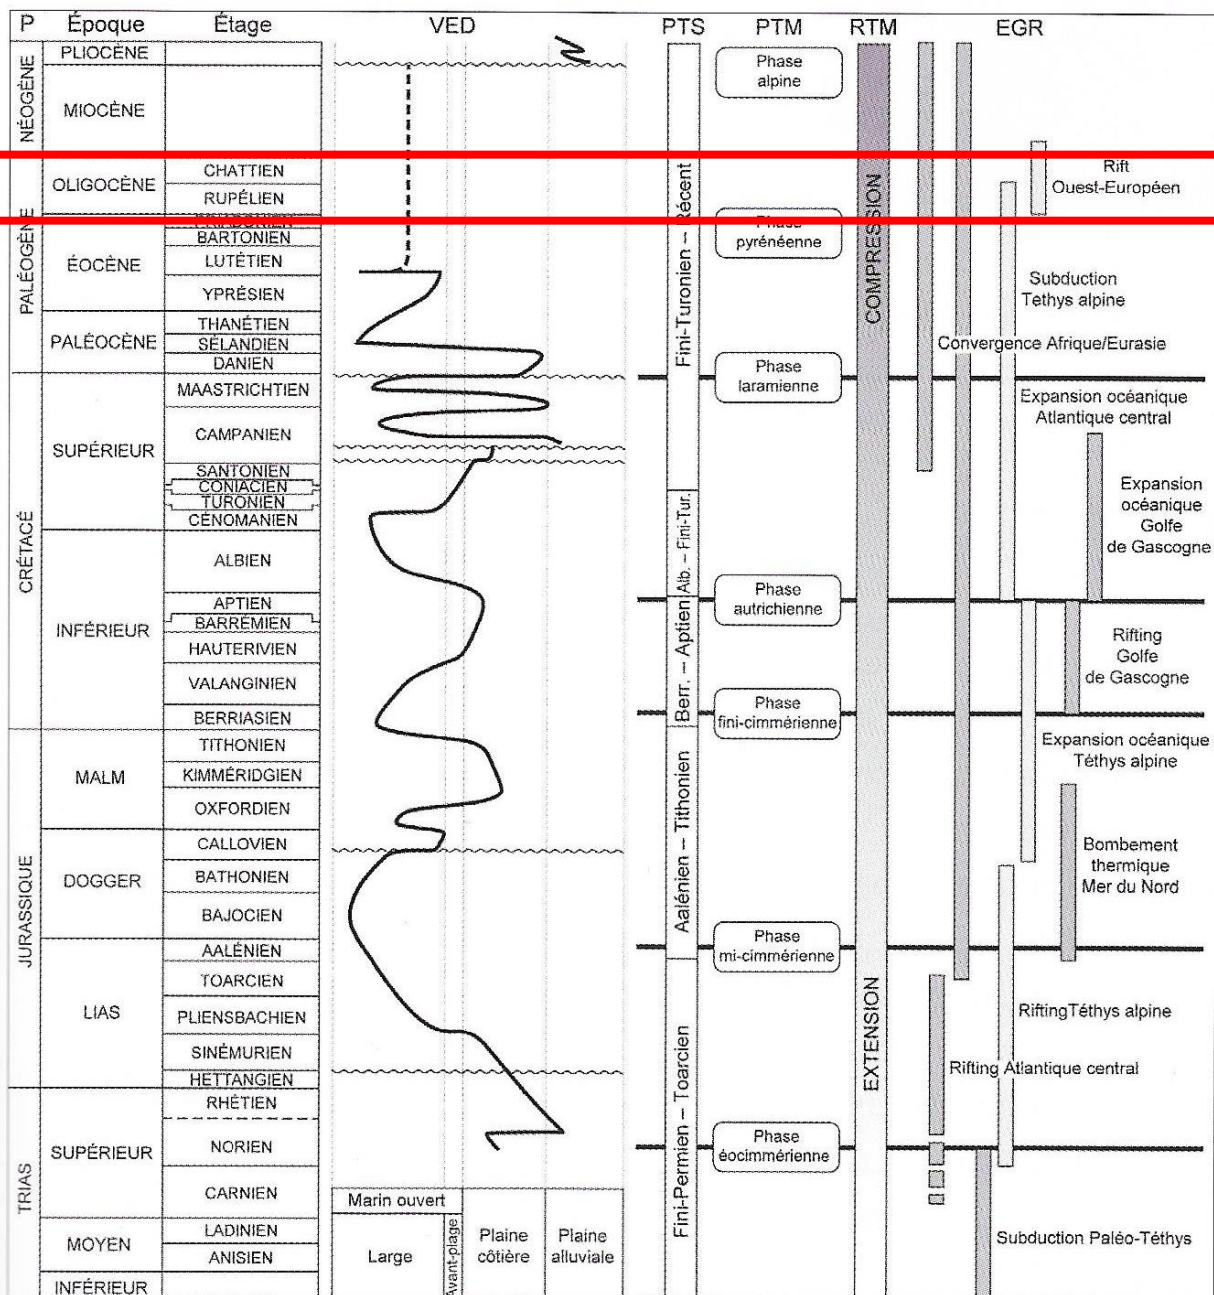 P Époque Étage VED PTS PTM RTM EGR
NÉOGÈNE
PALÉOGÈNE
CRÉTACÉ
JURASSIQUE
TRIAS
PLIOCÈNE
MIOCÈNE
OLIGOCÈNE
ÉOCÈNE
PALÉOCÈNE
SUPÉRIEUR
INFÉRIEUR
MALM
DOGGER
LIAS
SUPÉRIEUR
MOYEN
INFÉRIEUR
CHATTIEN
RUPÉLIEN
BARTONIEN
LUTÉTIEN
YPRÉSIEN
THANÉTIEN
SÉLANDIEN
DANIEN
MAASTRICHTIEN
CAMPANIEN
SANTONIEN
CONIACIEN
TURONIEN
CÉNOMANIEN
ALBIEN
APTIEN
BARRÉMIEN
HAUTERIVIEN
VALANGINIEN
BERRIASIEN
TITHONIEN
KIMMÉRIDGIEN
OXFORDIEN
CALLOVIEN
BATHONIEN
BAJOCIEN
AALÉNIEN
TOARCIEN
PLIENSBACHIEN
SINÉMURIEN
HETTANGIEN
RHÉTIEN
NORIEN
CARNIEN
LADINIEN
ANISIEN
Marin ouvert
Large
Avant-plage
Plaine
côtière
Plaine
alluviale
Fini-Turonien – Récent
Alb. – Fini-Tur.
Berr. – Aptien
Aalénien – Tithonien
Fini-Permien – Toarcien
Phase
alpine
Phase
pyrénéenne
Phase
laramienne
Phase
autrichienne
Phase
fini-cimmérienne
Phase
mi-cimmérienne
Phase
éocimmérienne
COMPRESSION
EXTENSION
Rift
Ouest-Européen
Subduction
Tethys alpine
Convergence Afrique/Eurasie
Expansion océanique
Atlantique central
Expansion
océanique
Golfe
de Gascogne
Rifting
Golfe
de Gascogne
Expansion océanique
Téthys alpine
Bombement
thermique
Mer du Nord
Rifting Téthys alpine
Rifting Atlantique central
Subduction Paléo-Téthys